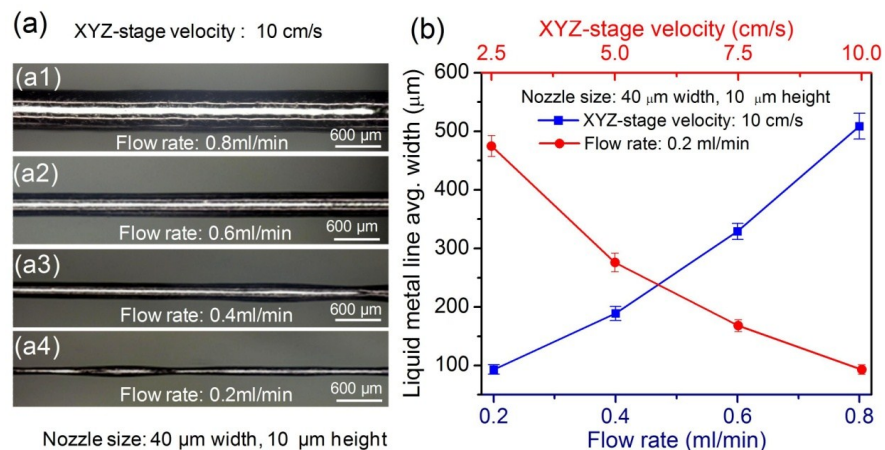 (a)
XYZ-stage velocity : 10 cm/s
(a1)
Flow rate: 0.8ml/min
600 µm
(a2)
Flow rate: 0.6ml/min
600 µm
(a3)
Flow rate: 0.4ml/min
600 µm
(a4)
Flow rate: 0.2ml/min
600 µm
Nozzle size: 40 µm width, 10 µm height
(b)
XYZ-stage velocity (cm/s)
2.5 5.0 7.5 10.0
Liquid metal line avg. width (µm)
600
500
400
300
200
100
Nozzle size: 40 µm width, 10 µm height
XYZ-stage velocity: 10 cm/s
Flow rate: 0.2 ml/min
0.2 0.4 0.6 0.8
Flow rate (ml/min)